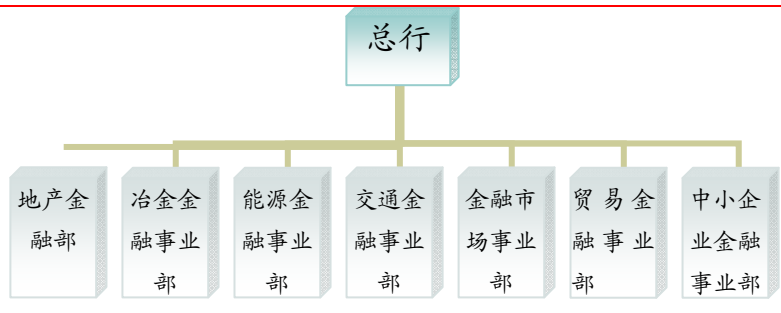 总行
地产金
融部
冶金金
融事业
部
能源金
融事业
部
交通金
融事业
部
金融市
场事业
部
贸易金
融事业
部
中小企
业金融
事业部